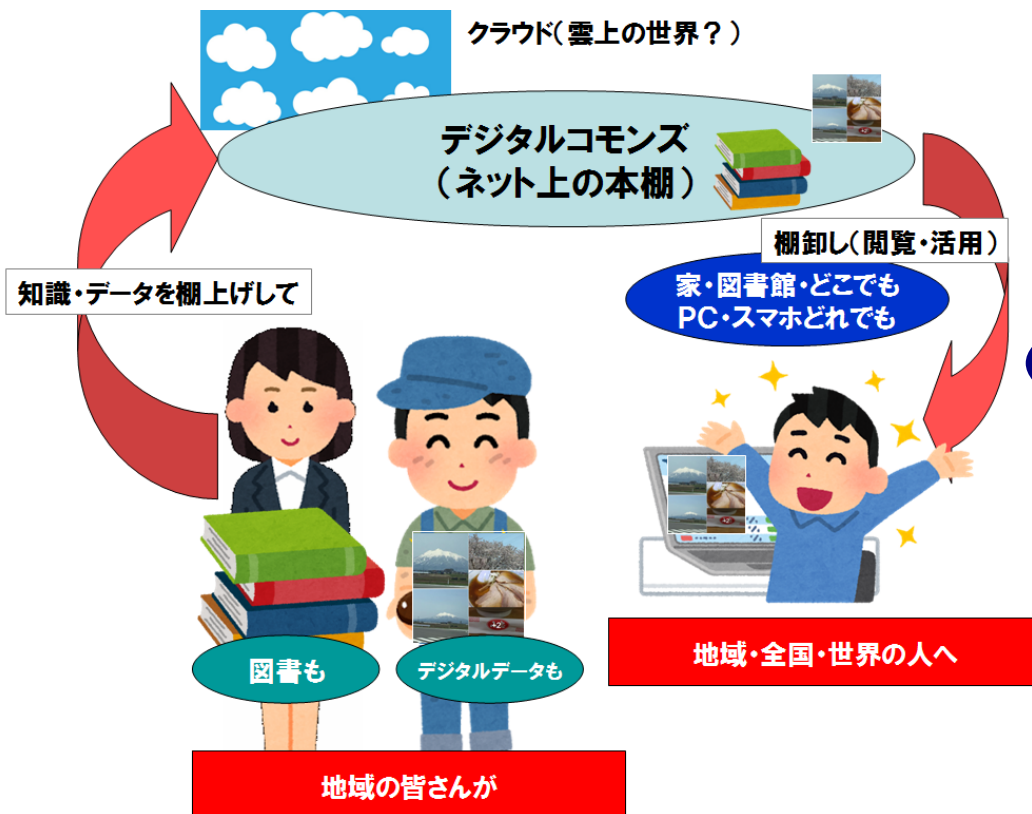 クラウド（雲上の世界？）
デジタルコモンズ
（ネット上の本棚）
棚卸し（閲覧・活用）
知識・データを棚上げして
家・図書館・どこでも
PC・スマホどれでも
図書も
デジタルデータも
地域・全国・世界の人へ
地域の皆さんが